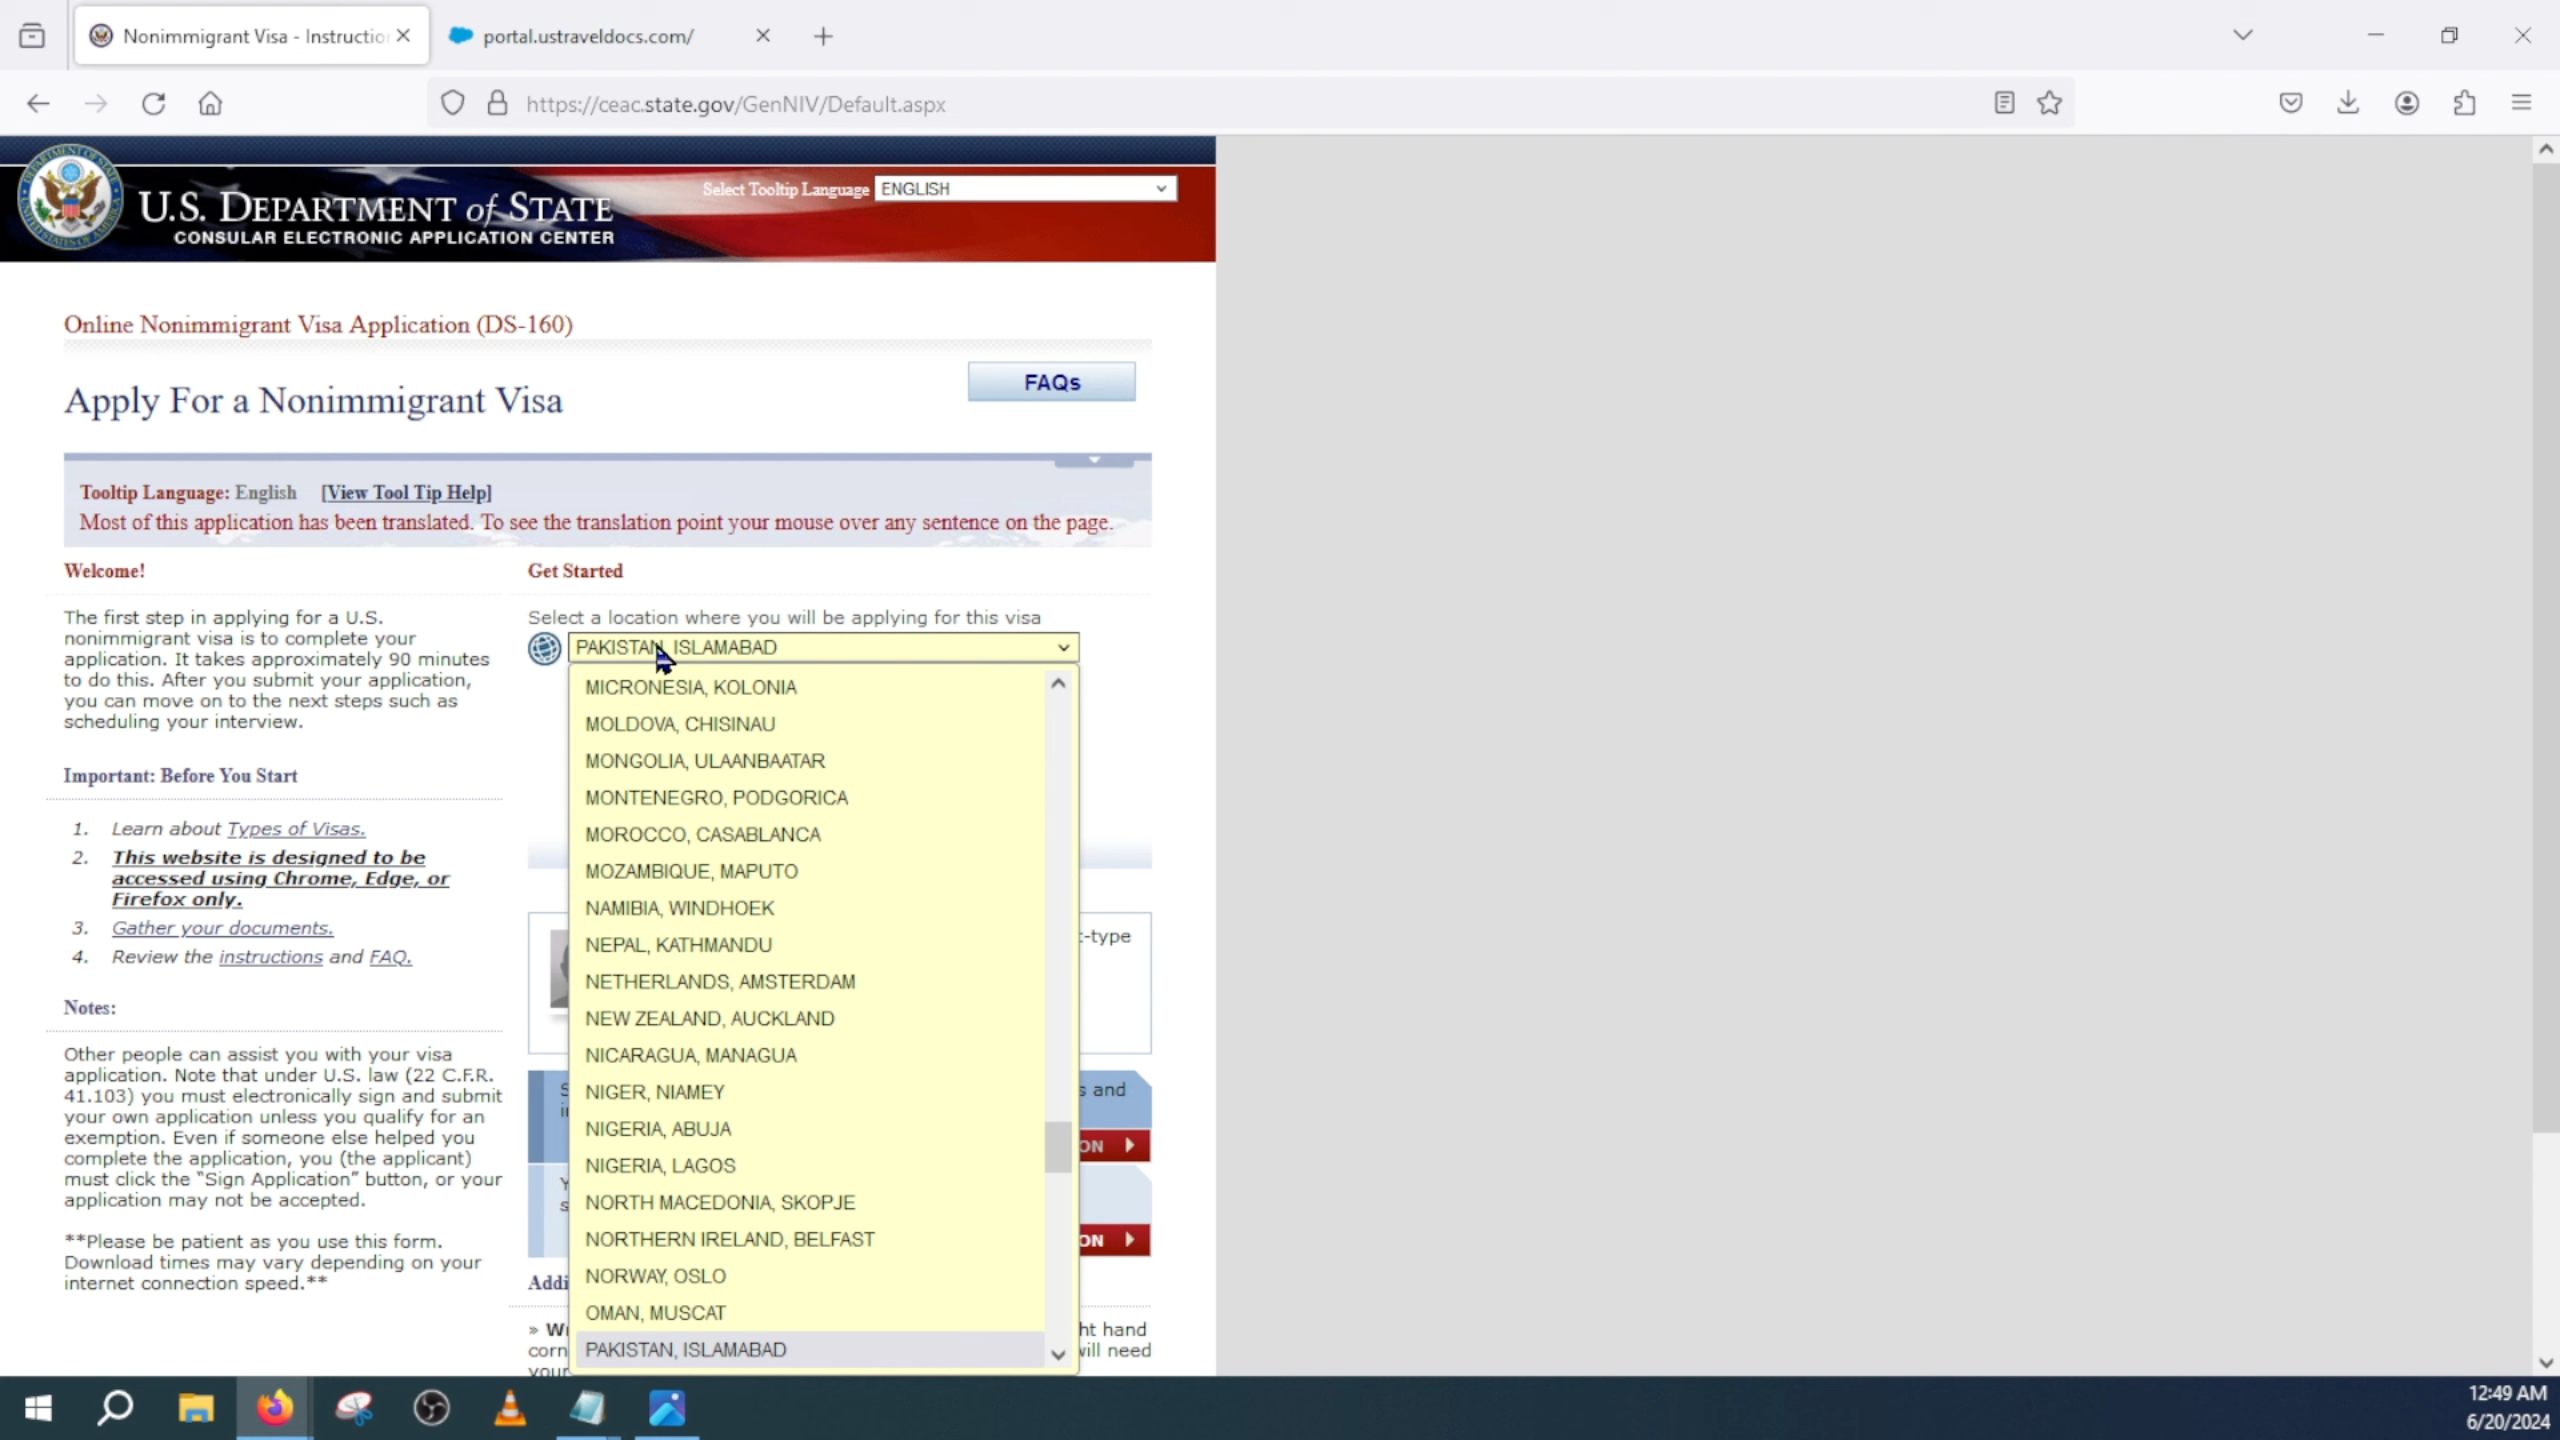 Nonimmigrant Visa - Instructio
portal.ustraveldocs.com/
https://ceac.state.gov/GenNIV/Default.aspx
U.S. DEPARTMENT of STATE
CONSULAR ELECTRONIC APPLICATION CENTER
Select Tooltip Language ENGLISH
Online Nonimmigrant Visa Application (DS-160)
Apply For a Nonimmigrant Visa
FAQs
Tooltip Language: English [View Tool Tip Help]
Most of this application has been translated. To see the translation point your mouse over any sentence on the page.
Welcome!
The first step in applying for a U.S.
nonimmigrant visa is to complete your
application. It takes approximately 90 minutes
to do this. After you submit your application,
you can move on to the next steps such as
scheduling your interview.
Important: Before You Start
1. Learn about Types of Visas.
2. This website is designed to be
accessed using Chrome, Edge, or
Firefox only.
3. Gather your documents.
4. Review the instructions and FAQ.
Notes:
Other people can assist you with your visa
application. Note that under U.S. law (22 C.F.R.
41.103) you must electronically sign and submit
your own application unless you qualify for an
exemption. Even if someone else helped you
complete the application, you (the applicant)
must click the "Sign Application" button, or your
application may not be accepted.
**Please be patient as you use this form.
Download times may vary depending on your
internet connection speed.**
Get Started
Select a location where you will be applying for this visa
PAKISTAN, ISLAMABAD
MICRONESIA, KOLONIA
MOLDOVA, CHISINAU
MONGOLIA, ULAANBAATAR
MONTENEGRO, PODGORICA
MOROCCO, CASABLANCA
MOZAMBIQUE, MAPUTO
NAMIBIA, WINDHOEK
NEPAL, KATHMANDU
NETHERLANDS, AMSTERDAM
NEW ZEALAND, AUCKLAND
NICARAGUA, MANAGUA
NIGER, NIAMEY
NIGERIA, ABUJA
NIGERIA, LAGOS
NORTH MACEDONIA, SKOPJE
NORTHERN IRELAND, BELFAST
NORWAY, OSLO
OMAN, MUSCAT
PAKISTAN, ISLAMABAD
t-type
s and
ON
ON
Addi
» W
ht hand
corn
will need
your
12:49 AM
6/20/2024